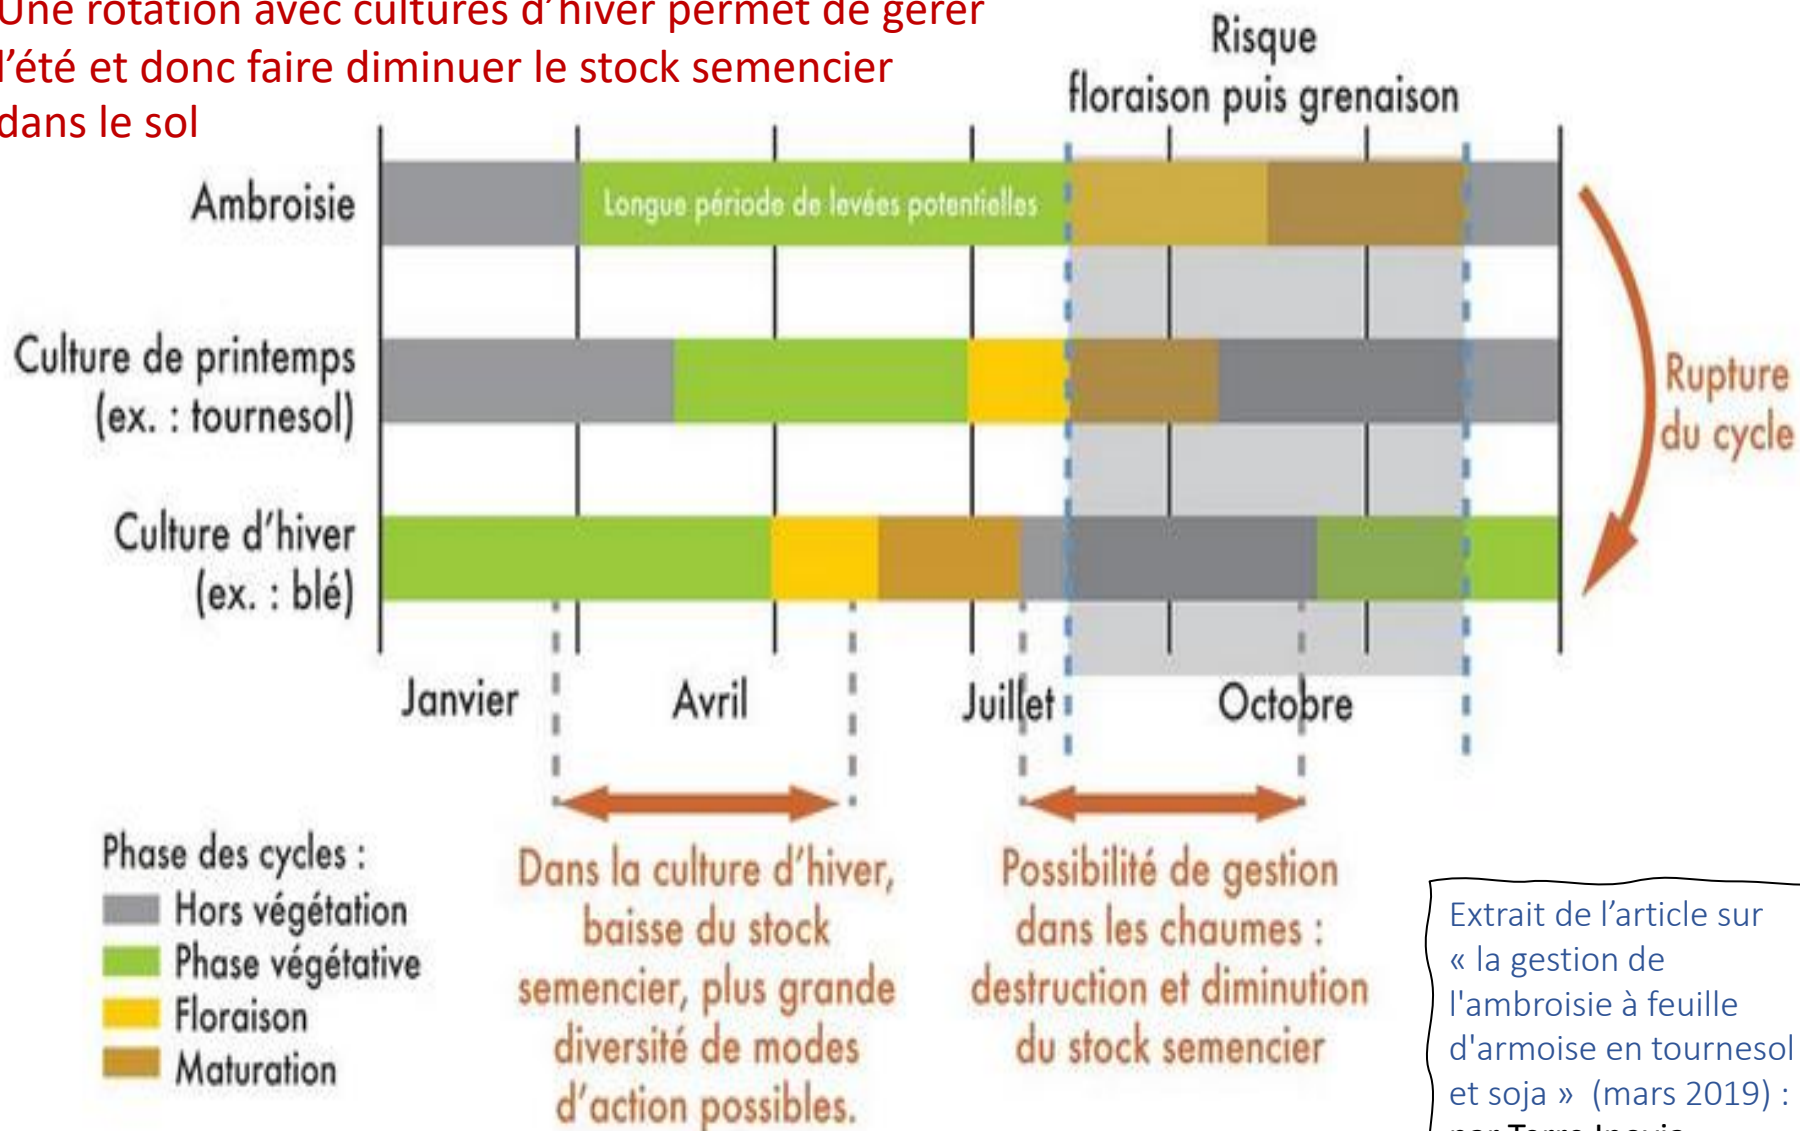 Une rotation avec cultures d'hiver permet de gérer
l'été et donc faire diminuer le stock semencier
dans le sol
Risque
floraison puis grenaison
Ambroisie
Longue période de levées potentielles
Culture de printemps
(ex. : tournesol)
Rupture
du cycle
Culture d'hiver
(ex. : blé)
Janvier
Avril
Juillet
Octobre
Phase des cycles :
Hors végétation
Phase végétative
Floraison
Maturation
Dans la culture d'hiver,
baisse du stock
semencier, plus grande
diversité de modes
d'action possibles.
Possibilité de gestion
dans les chaumes :
destruction et diminution
du stock semencier
Extrait de l'article sur
« la gestion de
l'ambroisie à feuille
d'armoise en tournesol
et soja » (mars 2019) :
par Terre Inovia